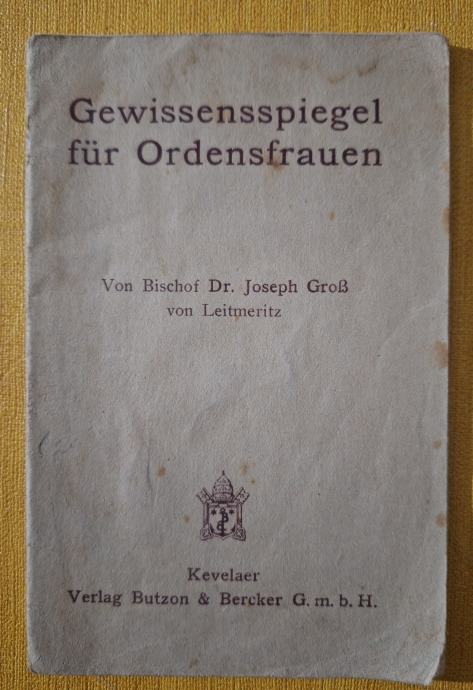 Gewissensspiegel
für Ordensfrauen
Von Bischof Dr. Joseph Groß
von Leitmeritz
Kevelaer
Verlag Butzon & Bercker G. m. b. H.